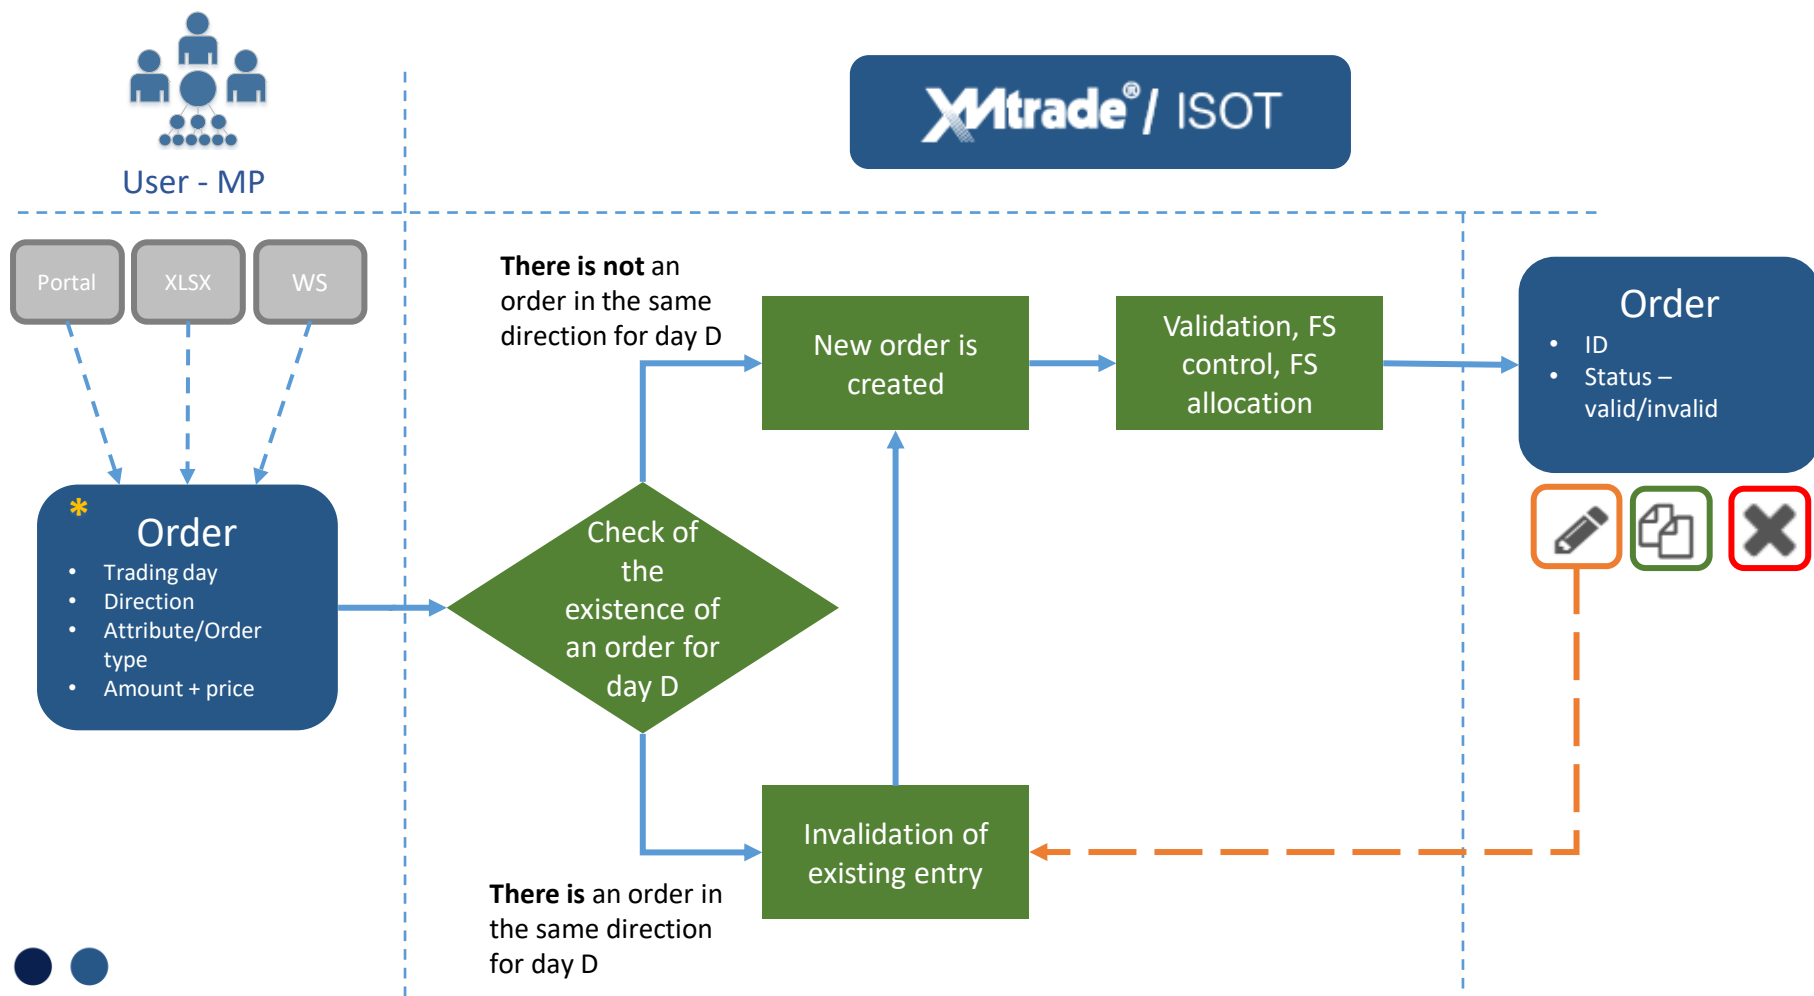 User - MP
XMtrade®/ ISOT
Portal
XLSX
WS
* Order
• Trading day
• Direction
• Attribute/Order
type
• Amount + price
There is not an
order in the same
direction for day D
Check of
the
existence of
an order for
day D
There is an order in
the same direction
for day D
New order is
created
Invalidation of
existing entry
Validation, FS
control, FS
allocation
Order
• ID
• Status –
valid/invalid